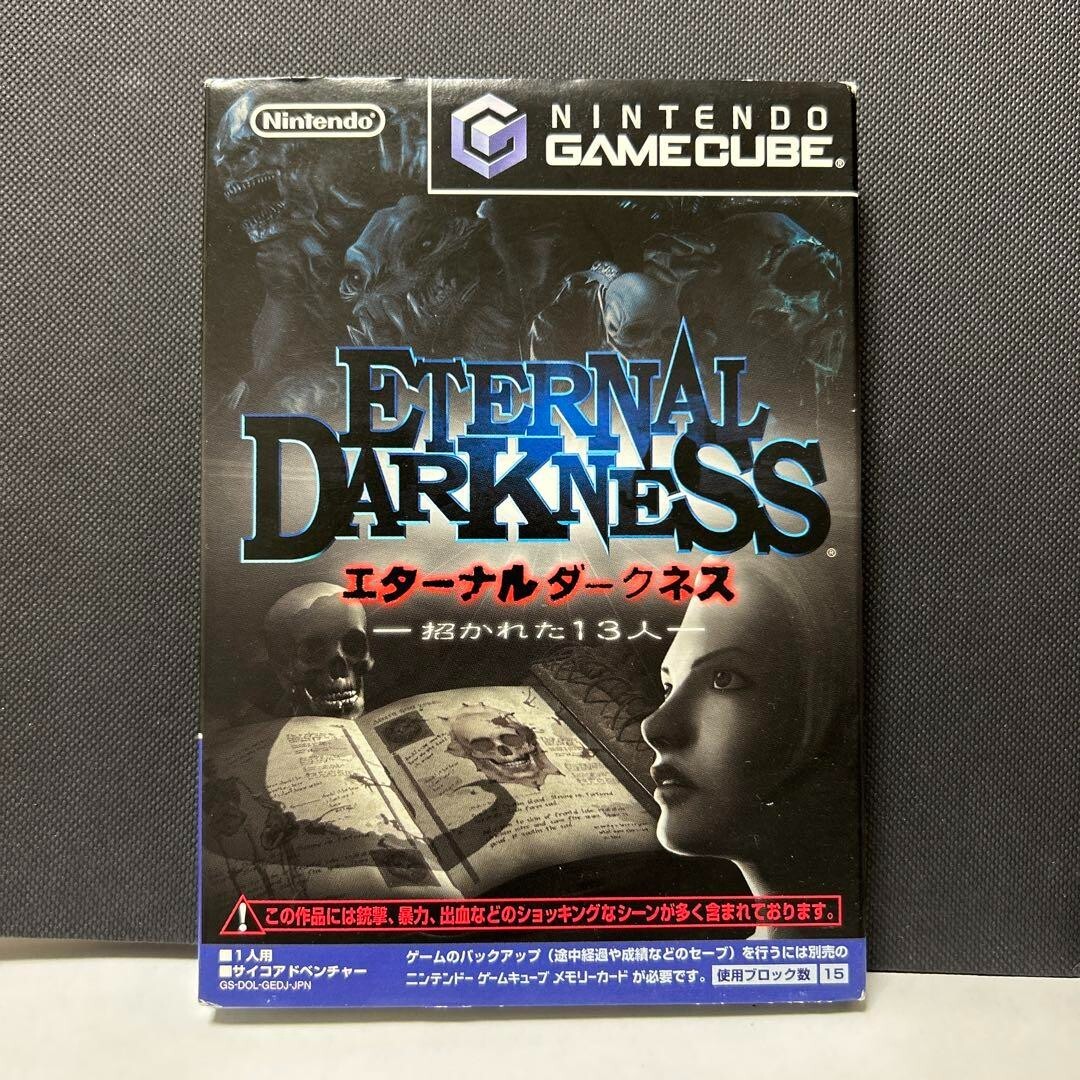 Nintendo®
NINTENDO
GAMECUBE®
ETERNAL
DARKNESS®
エターナルダークネス
—招かれた13人—
この作品には銃撃、暴力、出血などのショッキングなシーンが多く含まれております。
■1人用
■サイコアドベンチャー
GS-DOL-GEDJ-JPN
ゲームのバックアップ（途中経過や成績などのセーブ）を行うには別売の
ニンテンドーゲームキューブ メモリーカード が必要です。 使用ブロック数 15